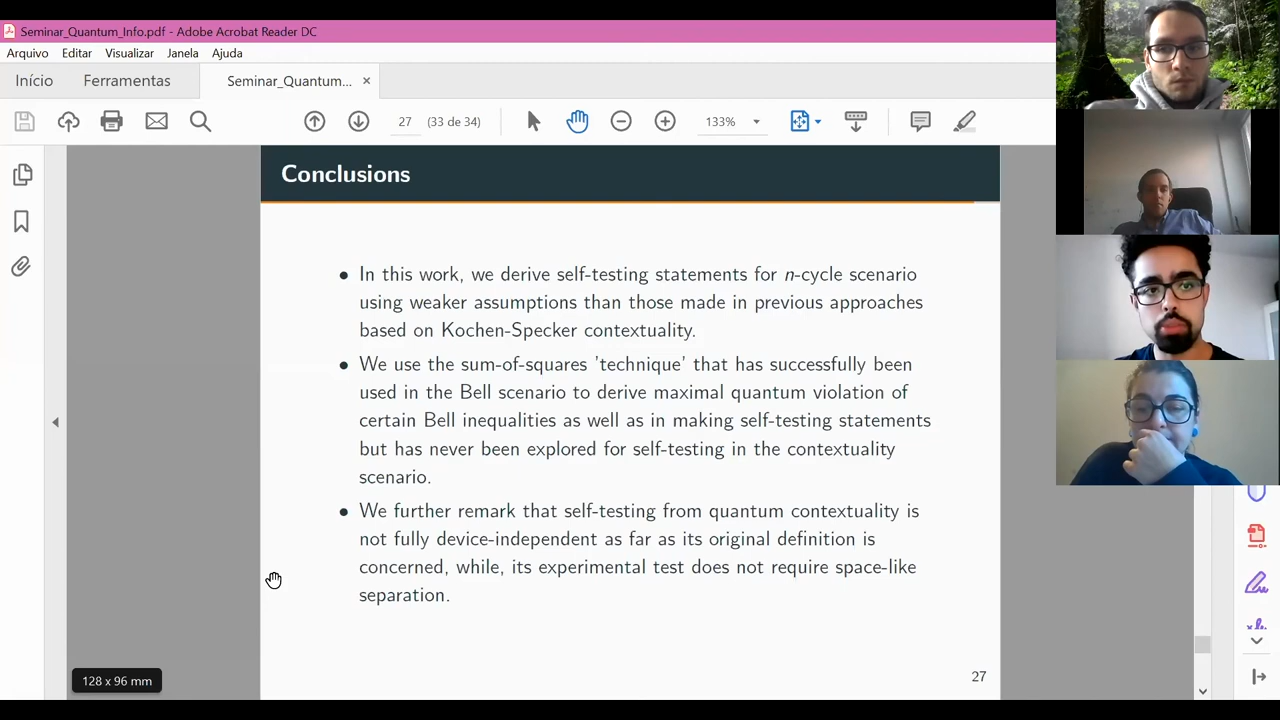 Seminar_Quantum_Info.pdf - Adobe Acrobat Reader DC
Arquivo Editar Visualizar Janela Ajuda
Início Ferramentas Seminar_Quantum... ×
27 (33 de 34) 133%
Conclusions
• In this work, we derive self-testing statements for n-cycle scenario
using weaker assumptions than those made in previous approaches
based on Kochen-Specker contextuality.
• We use the sum-of-squares 'technique' that has successfully been
used in the Bell scenario to derive maximal quantum violation of
certain Bell inequalities as well as in making self-testing statements
but has never been explored for self-testing in the contextuality
scenario.
• We further remark that self-testing from quantum contextuality is
not fully device-independent as far as its original definition is
concerned, while, its experimental test does not require space-like
separation.
27
128 x 96 mm